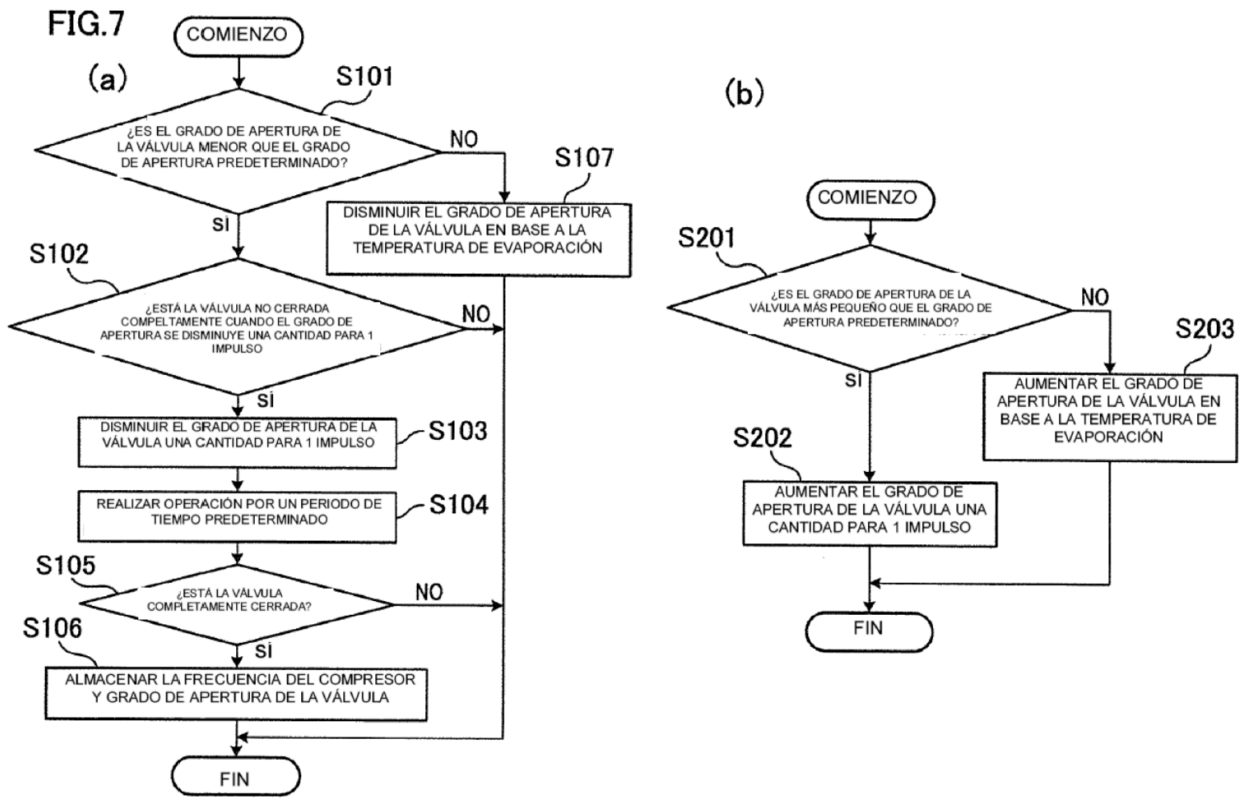 FIG.7
(a)
COMIENZO
S101
¿ES EL GRADO DE APERTURA DE
LA VÁLVULA MENOR QUE EL GRADO
DE APERTURA PREDETERMINADO?
NO
SÍ
S107
DISMINUIR EL GRADO DE APERTURA
DE LA VÁLVULA EN BASE A LA
TEMPERATURA DE EVAPORACIÓN
S102
¿ESTÁ LA VÁLVULA NO CERRADA
COMPELTAMENTE CUANDO EL GRADO DE
APERTURA SE DISMINUYE UNA CANTIDAD PARA 1
IMPULSO
NO
SÍ
DISMINUIR EL GRADO DE APERTURA DE LA
VÁLVULA UNA CANTIDAD PARA 1 IMPULSO
S103
REALIZAR OPERACIÓN POR UN PERIODO DE
TIEMPO PREDETERMINADO
S104
S105
¿ESTÁ LA VÁLVULA
COMPLETAMENTE CERRADA?
NO
SÍ
S106
ALMACENAR LA FRECUENCIA DEL COMPRESOR
Y GRADO DE APERTURA DE LA VÁLVULA
FIN
(b)
COMIENZO
S201
¿ES EL GRADO DE APERTURA DE LA
VÁLVULA MÁS PEQUEÑO QUE EL GRADO DE
APERTURA PREDETERMINADO?
NO
SÍ
S203
AUMENTAR EL GRADO DE
APERTURA DE LA VÁLVULA EN
BASE A LA TEMPERATURA DE
EVAPORACIÓN
S202
AUMENTAR EL GRADO DE
APERTURA DE LA VÁLVULA UNA
CANTIDAD PARA 1 IMPULSO
FIN